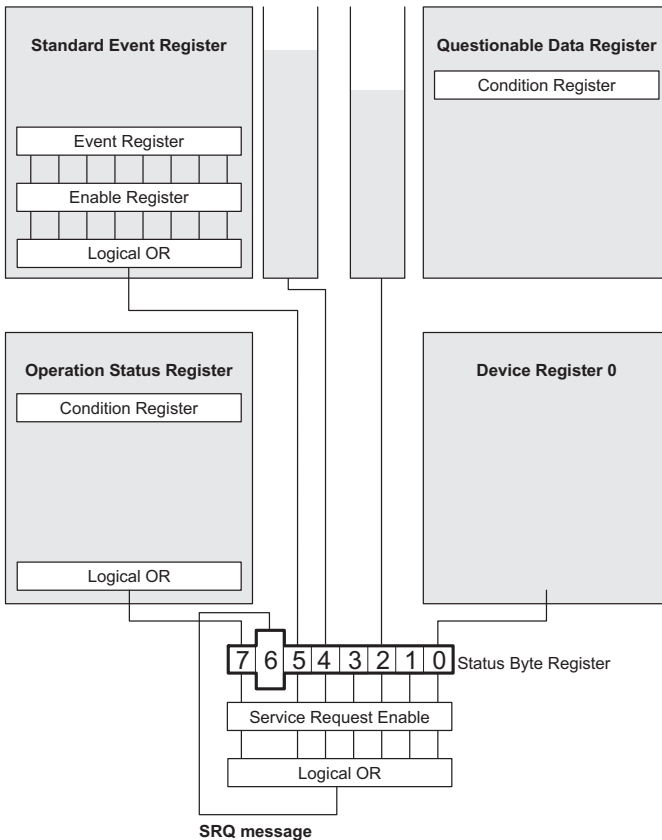 Standard Event Register
Event Register
Enable Register
Logical OR
Questionable Data Register
Condition Register
Operation Status Register
Condition Register
Logical OR
Device Register 0
7 6 5 4 3 2 1 0 Status Byte Register
Service Request Enable
Logical OR
SRQ message